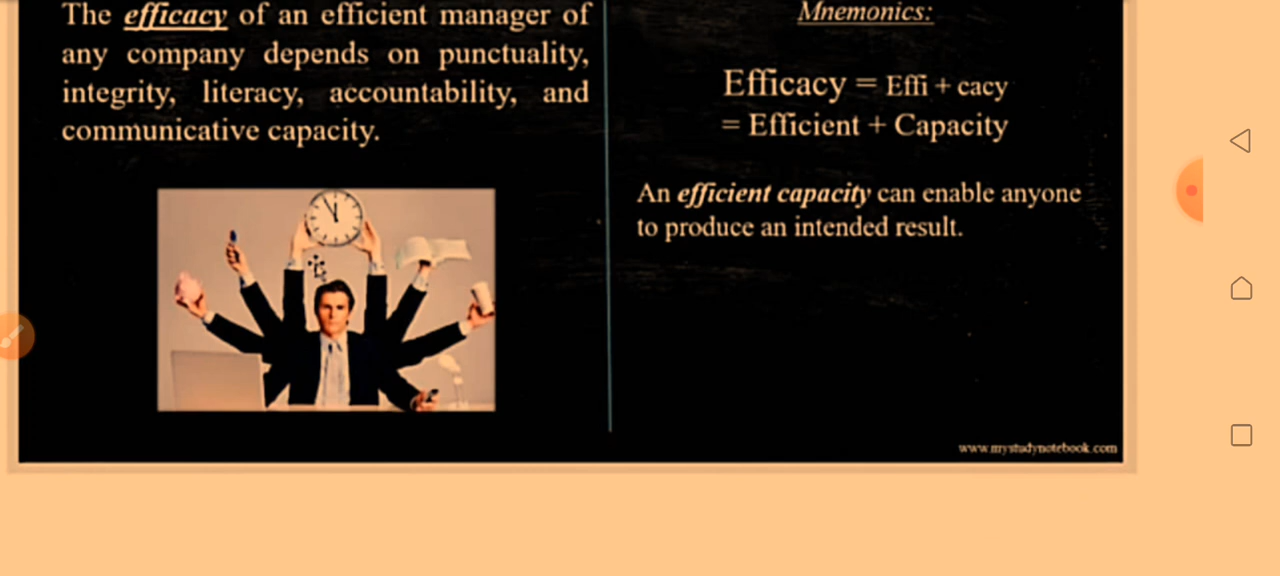 The efficacy of an efficient manager of
any company depends on punctuality,
integrity, literacy, accountability, and
communicative capacity.
Mnemonics:
Efficacy = Effi + cacy
= Efficient + Capacity
An efficient capacity can enable anyone
to produce an intended result.
www.mystudynotebook.com